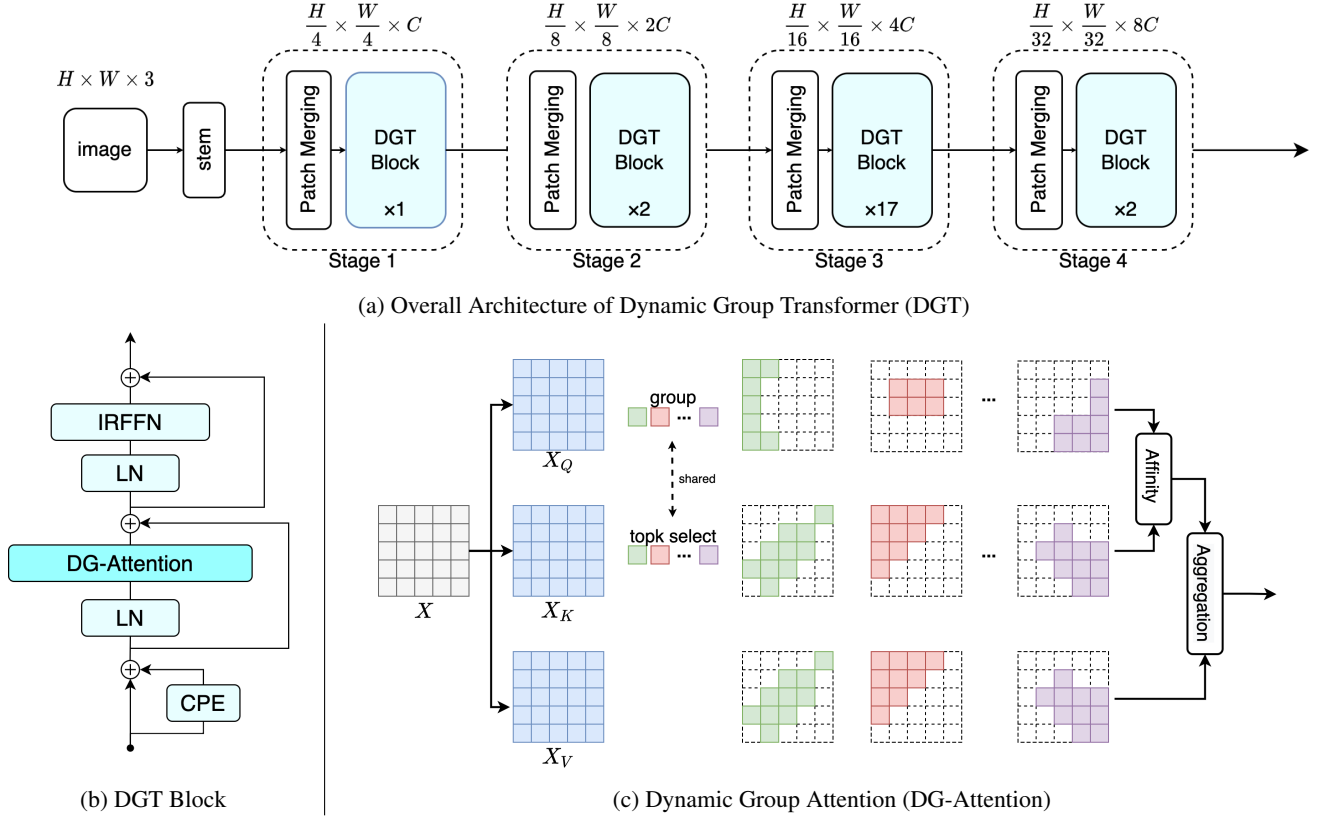 H/4 × W/4 × C
H/8 × W/8 × 2C
H/16 × W/16 × 4C
H/32 × W/32 × 8C
H × W × 3
image
stem
Patch Merging
DGT
Block
×1
Patch Merging
DGT
Block
×2
Patch Merging
DGT
Block
×17
Patch Merging
DGT
Block
×2
Stage 1
Stage 2
Stage 3
Stage 4
(a) Overall Architecture of Dynamic Group Transformer (DGT)
IRFFN
LN
DG-Attention
LN
CPE
(b) DGT Block
X
X_Q
X_K
X_V
group
...
shared
topk select
...
...
...
Affinity
Aggregation
(c) Dynamic Group Attention (DG-Attention)